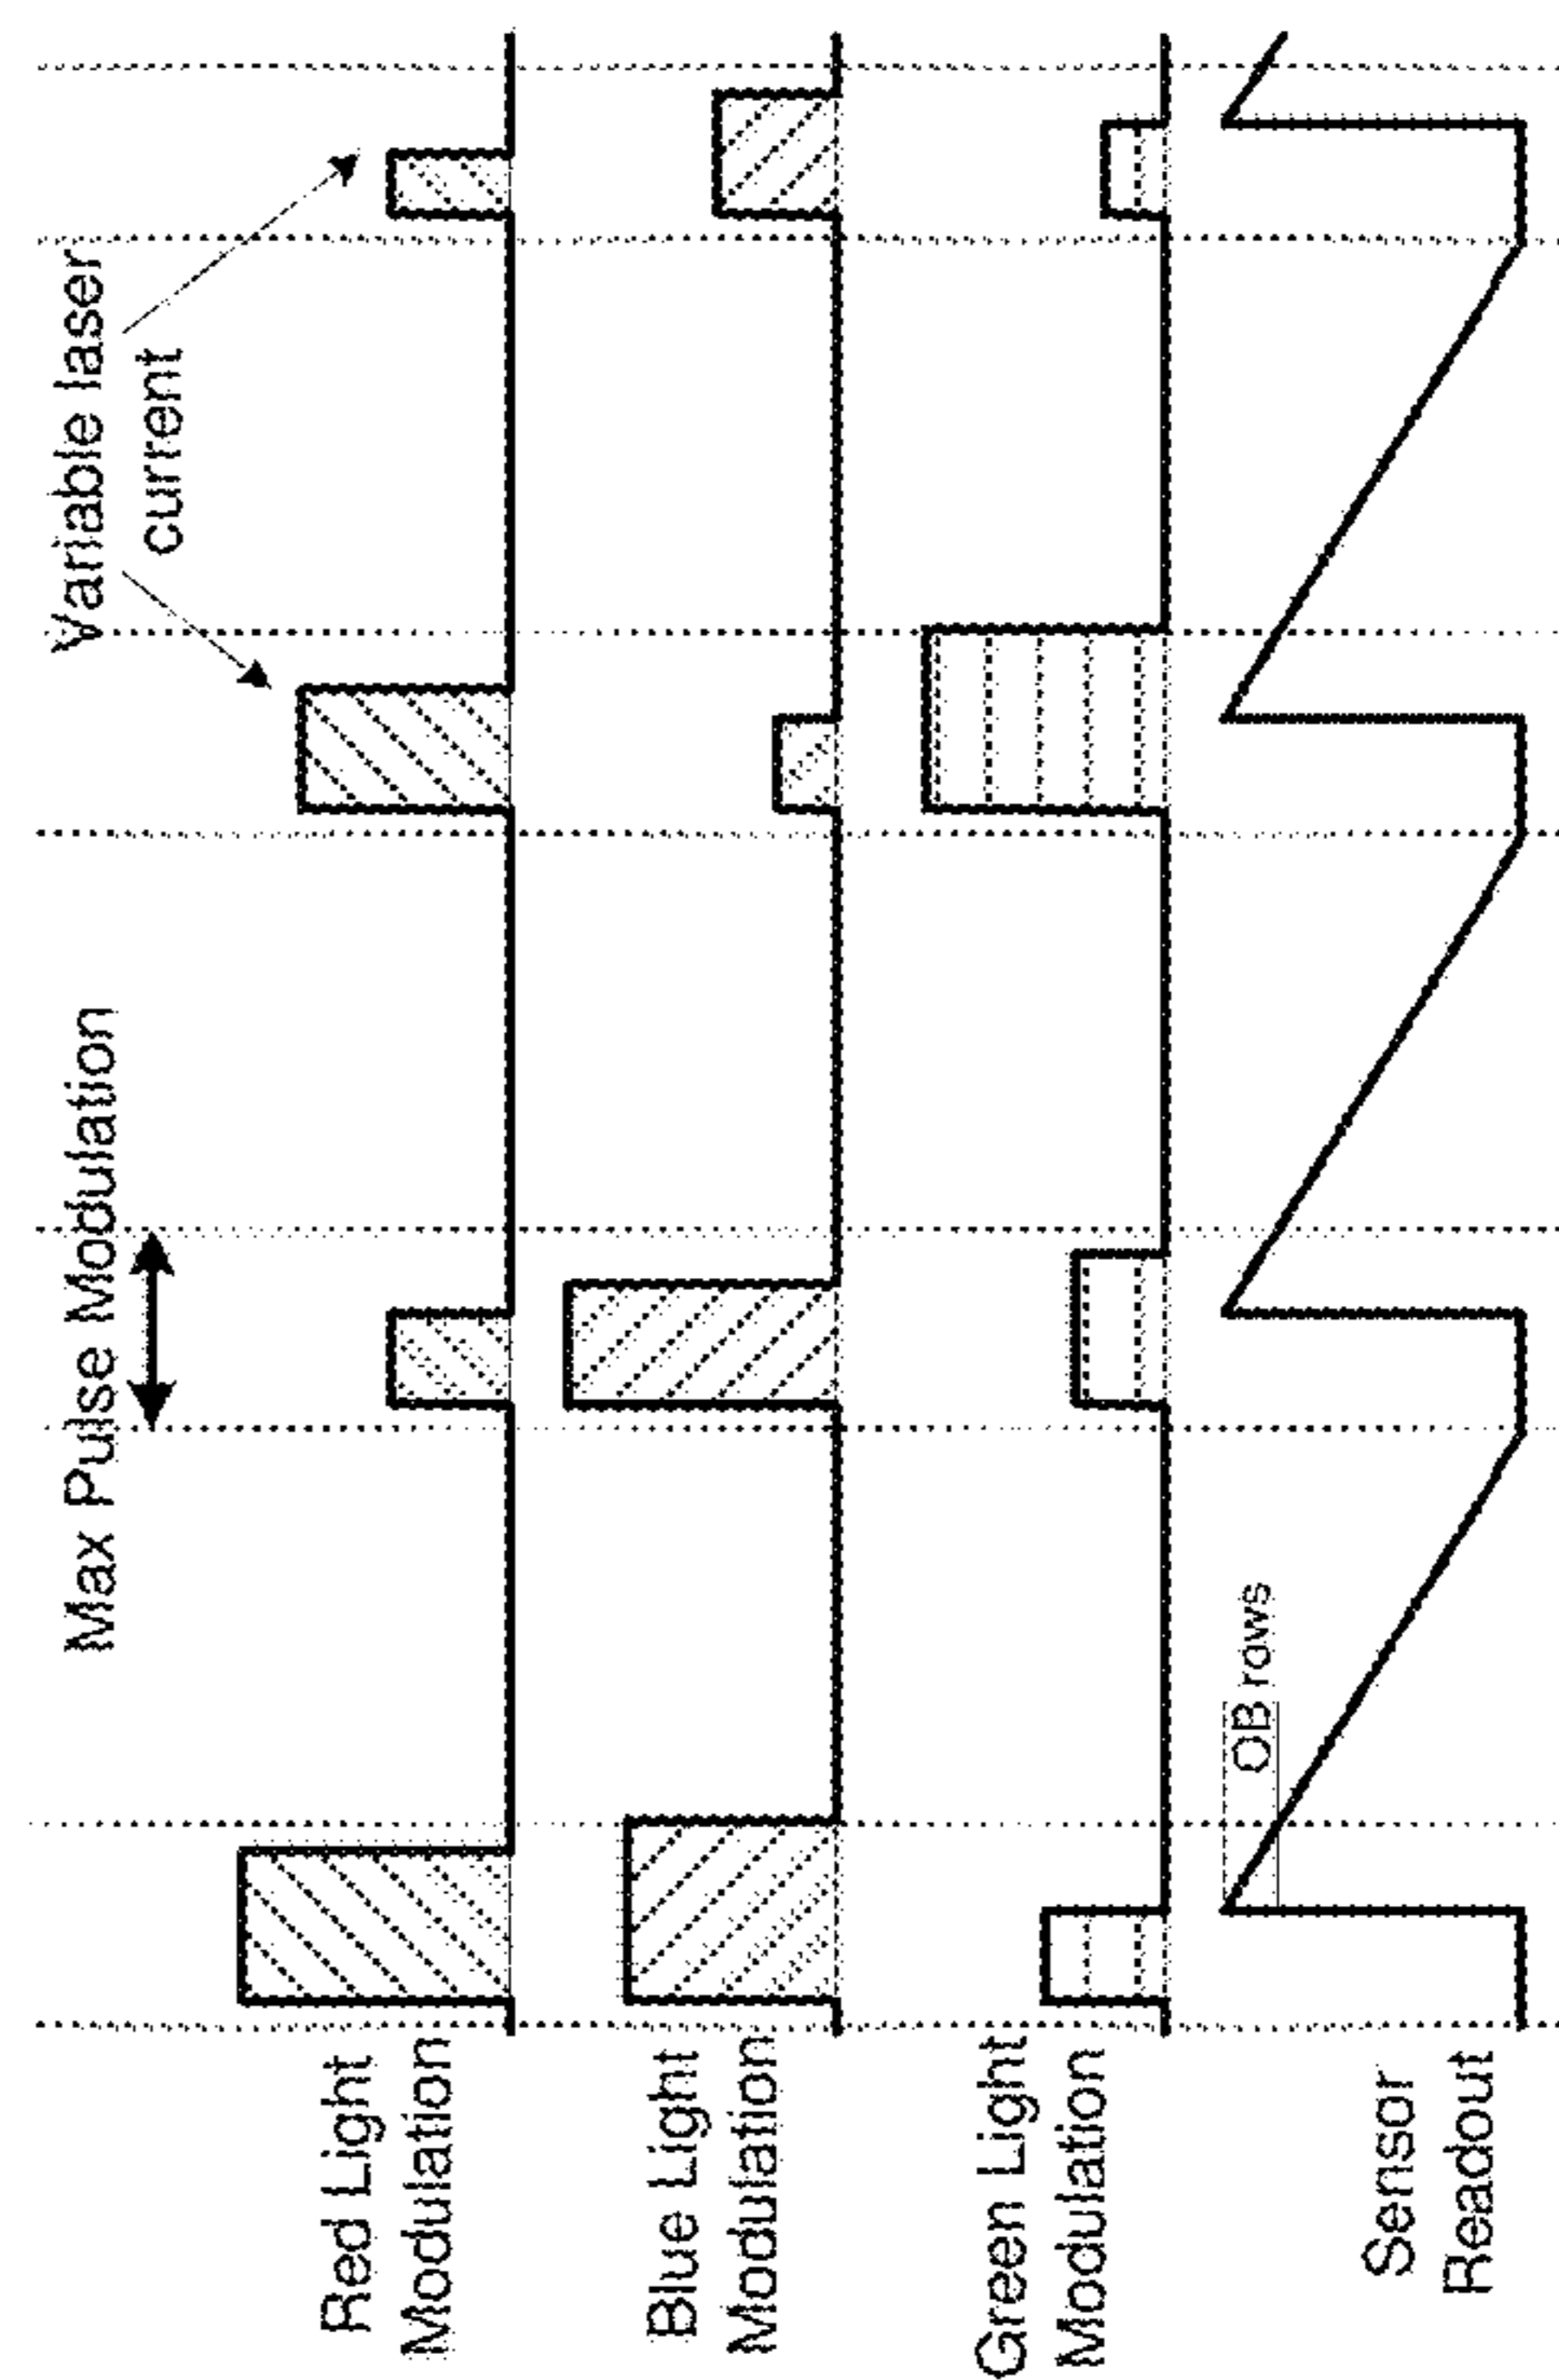 Max Pulse Modulation
Variable laser
current
Red Light
Modulation
Blue Light
Modulation
Green Light
Modulation
OB rows
Sensor
Readout